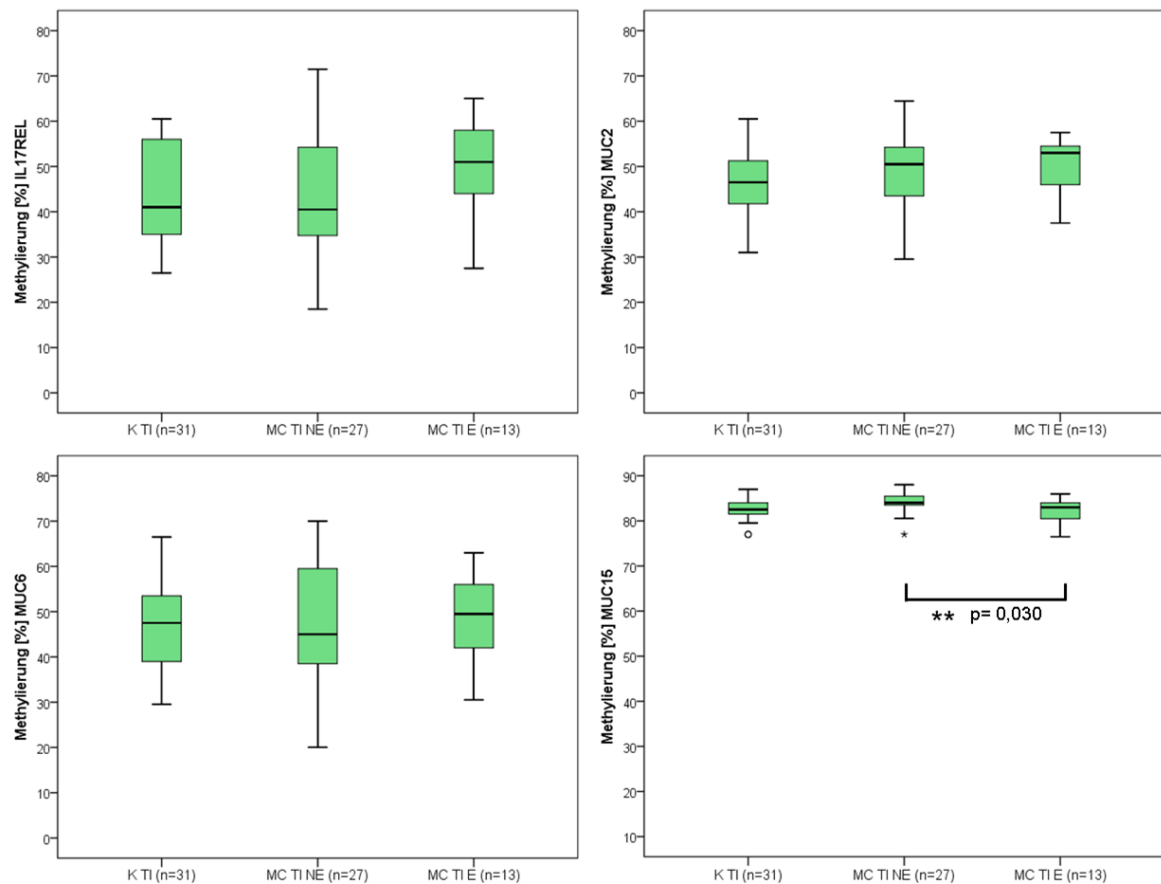 Methylierung [%] IL17REL
80
70
60
50
40
30
20
10
0
K TI (n=31)
MC TI NE (n=27)
MC TI E (n=13)
Methylierung [%] MUC2
80
70
60
50
40
30
20
10
0
K TI (n=31)
MC TI NE (n=27)
MC TI E (n=13)
Methylierung [%] MUC6
80
70
60
50
40
30
20
10
0
K TI (n=31)
MC TI NE (n=27)
MC TI E (n=13)
Methylierung [%] MUC15
90
80
70
60
50
40
30
20
10
*
** p= 0,030
K TI (n=31)
MC TI NE (n=27)
MC TI E (n=13)